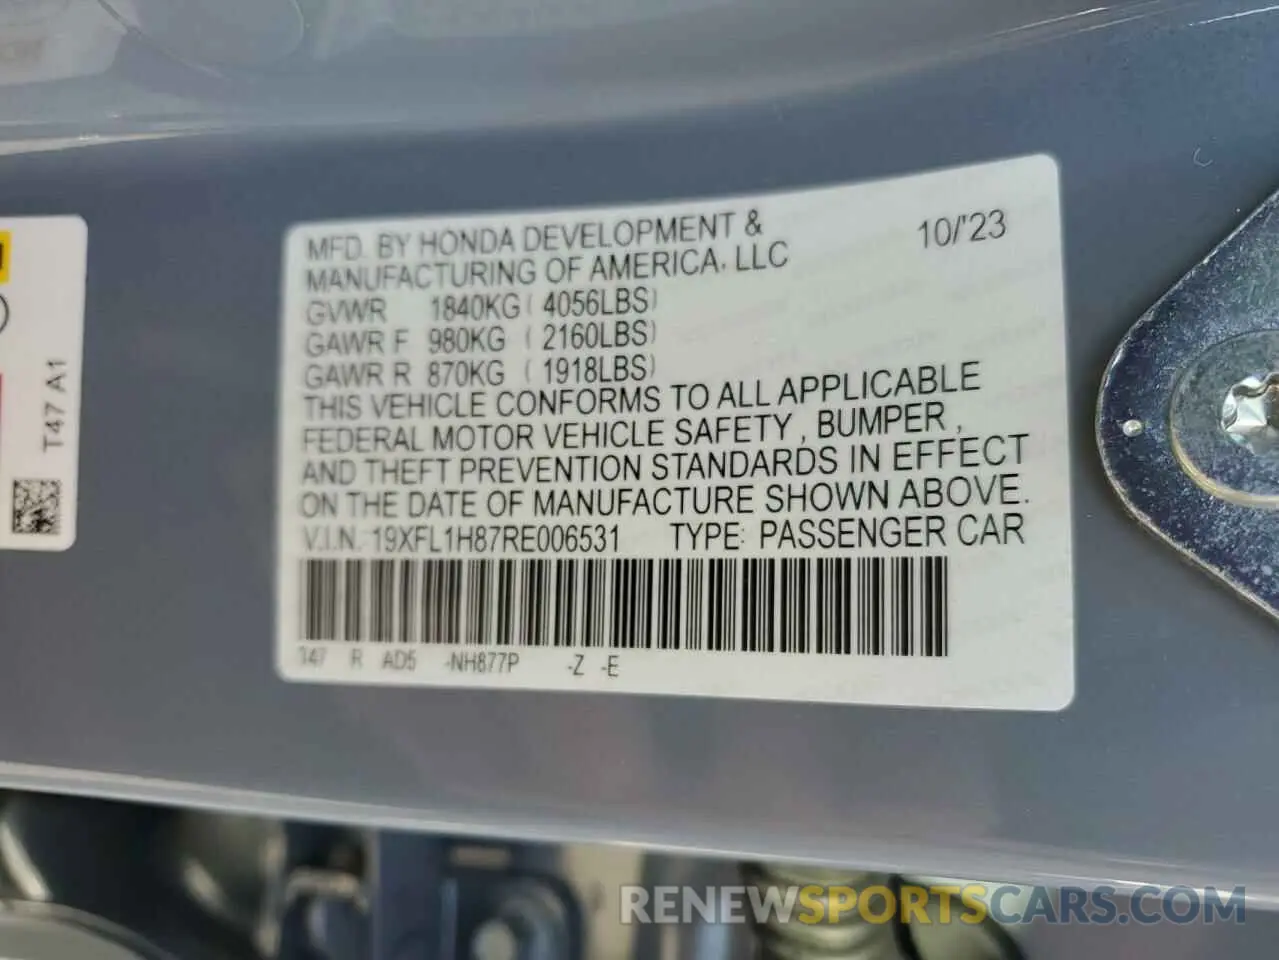 MFD. BY HONDA DEVELOPMENT &
MANUFACTURING OF AMERICA, LLC
10/'23
GVWR 1840KG ( 4056LBS)
GAWR F 980KG ( 2160LBS)
GAWR R 870KG ( 1918LBS)
THIS VEHICLE CONFORMS TO ALL APPLICABLE
FEDERAL MOTOR VEHICLE SAFETY , BUMPER ,
AND THEFT PREVENTION STANDARDS IN EFFECT
ON THE DATE OF MANUFACTURE SHOWN ABOVE.
V.I.N. 19XFL1H87RE006531 TYPE: PASSENGER CAR
T47 R AD5 -NH877P -Z -E
T47 A1
RENEWSPORTSCARS.COM